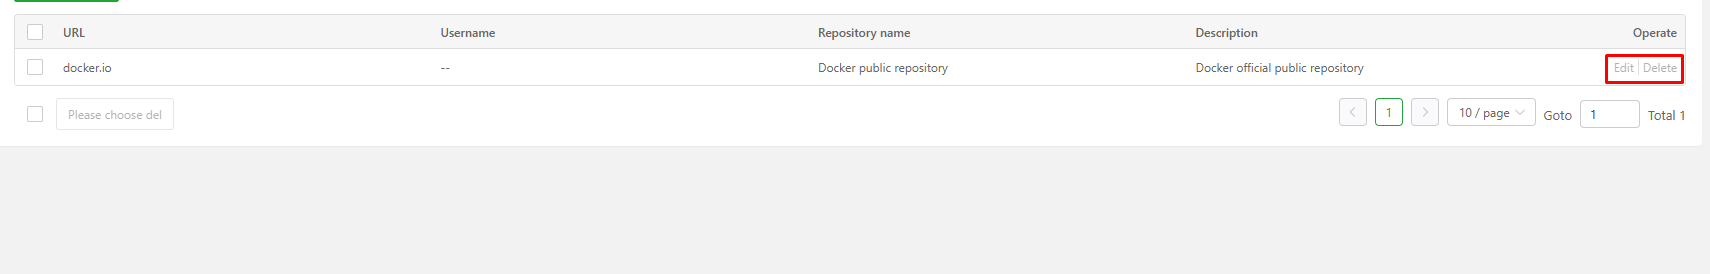 URL Username Repository name Description Operate
docker.io -- Docker public repository Docker official public repository Edit Delete
Please choose del 1 10 / page Goto 1 Total 1